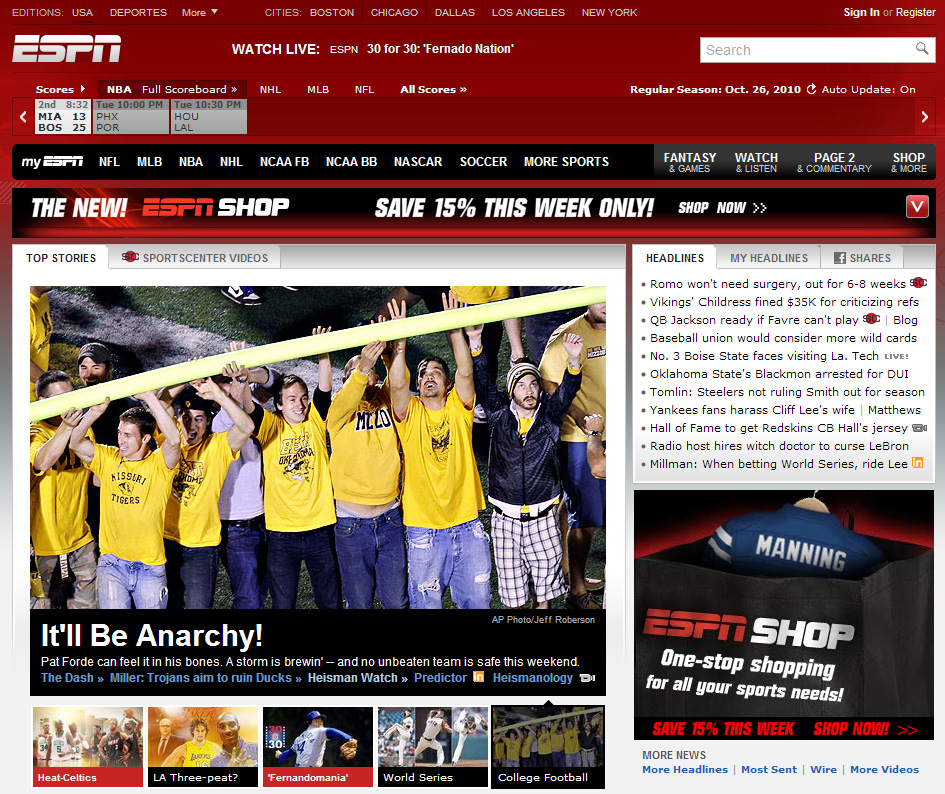 EDITIONS: USA DEPORTES More CITIES: BOSTON CHICAGO DALLAS LOS ANGELES NEW YORK Sign In or Register
ESPN WATCH LIVE: ESPN 30 for 30: 'Fernado Nation' Search
Scores NBA Full Scoreboard » NHL MLB NFL All Scores » Regular Season: Oct. 26, 2010 Auto Update: On
2nd 8:32 Tue 10:00 PM Tue 10:30 PM
MIA 13 PHX HOU
BOS 25 POR LAL
my ESPN NFL MLB NBA NHL NCAA FB NCAA BB NASCAR SOCCER MORE SPORTS FANTASY & GAMES WATCH & LISTEN PAGE 2 & COMMENTARY SHOP & MORE
THE NEW! ESPN SHOP SAVE 15% THIS WEEK ONLY! SHOP NOW >>
TOP STORIES SC SPORTSCENTER VIDEOS
MISSOURI
TIGERS
OKLAHOMA
MIZZOU
AP Photo/Jeff Roberson
It'll Be Anarchy!
Pat Forde can feel it in his bones. A storm is brewin' -- and no unbeaten team is safe this weekend.
The Dash » Miller: Trojans aim to ruin Ducks » Heisman Watch » Predictor in Heismanology
Heat-Celtics
LA Three-peat?
30 30
'Fernandomania'
World Series
College Football
HEADLINES MY HEADLINES f SHARES
• Romo won't need surgery, out for 6-8 weeks SC
• Vikings' Childress fined $35K for criticizing refs
• QB Jackson ready if Favre can't play SC | Blog
• Baseball union would consider more wild cards
• No. 3 Boise State faces visiting La. Tech LIVE!
• Oklahoma State's Blackmon arrested for DUI
• Tomlin: Steelers not ruling Smith out for season
• Yankees fans harass Cliff Lee's wife | Matthews
• Hall of Fame to get Redskins CB Hall's jersey
• Radio host hires witch doctor to curse LeBron
• Millman: When betting World Series, ride Lee in
MANNING
ESPN SHOP
One-stop shopping
for all your sports needs!
SAVE 15% THIS WEEK SHOP NOW! >>
MORE NEWS
More Headlines | Most Sent | Wire | More Videos